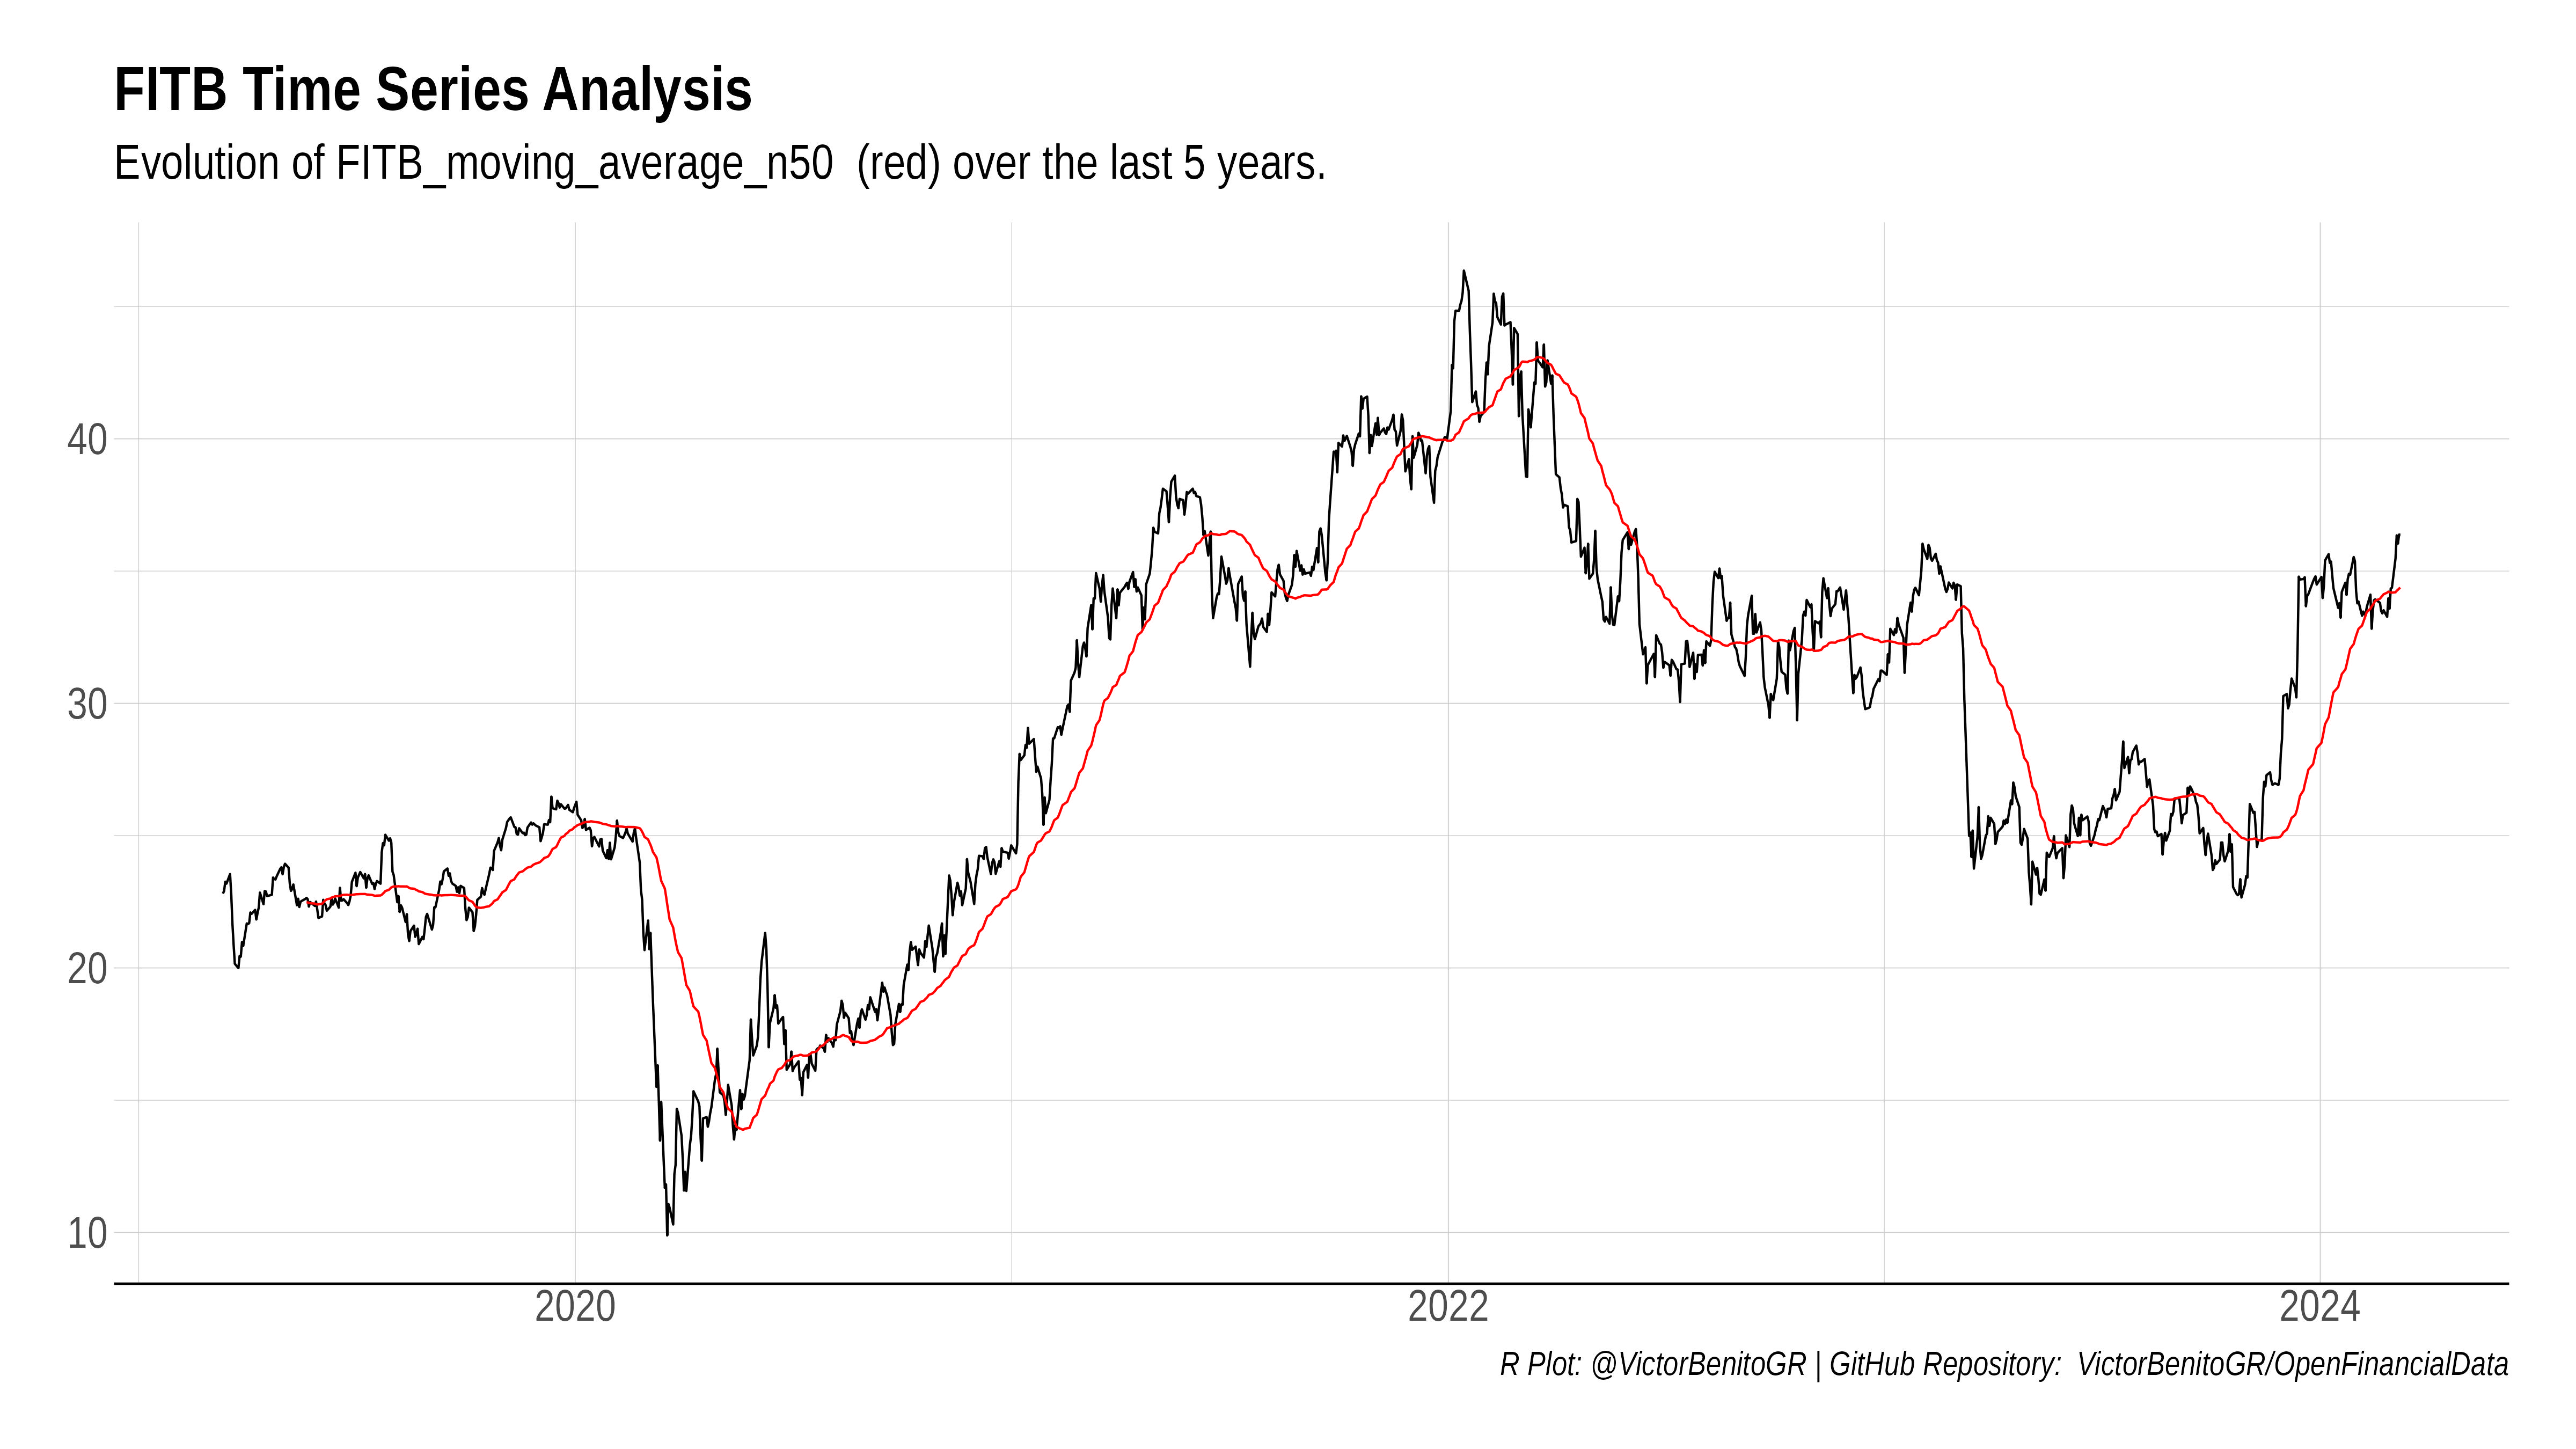 FITB Time Series Analysis
Evolution of FITB_moving_average_n50  (red) over the last 5 years.
40
30
20
10
2020 2022 2024
R Plot: @VictorBenitoGR | GitHub Repository:  VictorBenitoGR/OpenFinancialData